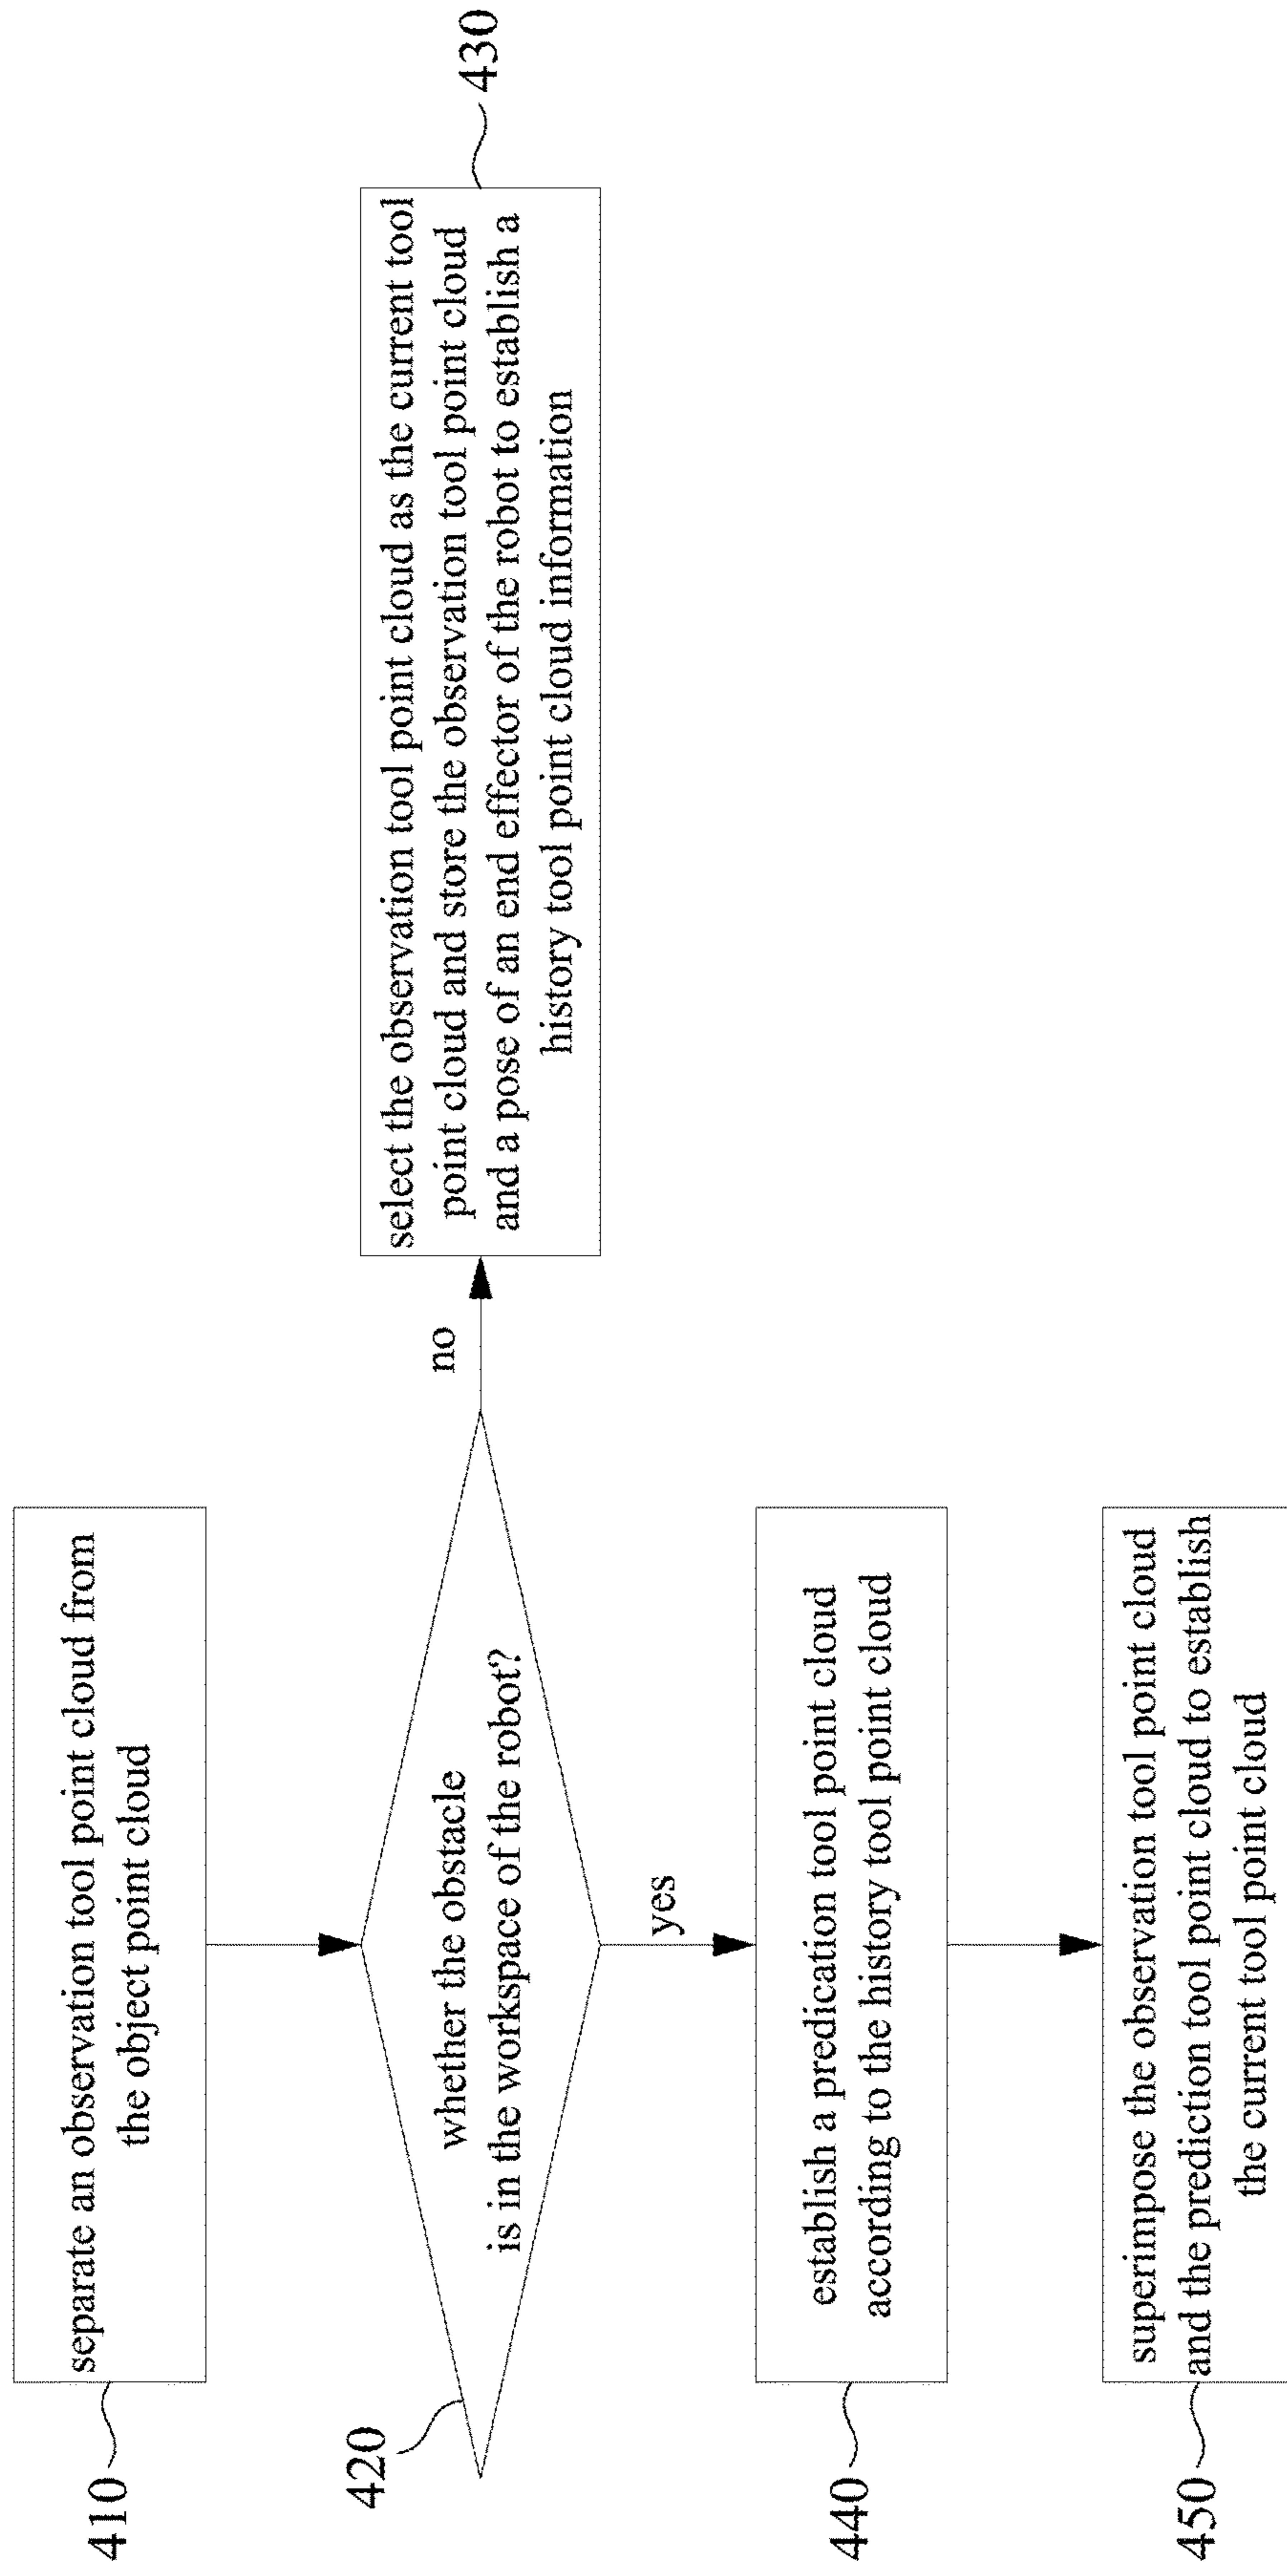 410
separate an observation tool point cloud from
the object point cloud
420
whether the obstacle
is in the workspace of the robot?
no
select the observation tool point cloud as the current tool
point cloud and store the observation tool point cloud
and a pose of an end effector of the robot to establish a
history tool point cloud information
430
yes
440
establish a predication tool point cloud
according to the history tool point cloud
450
superimpose the observation tool point cloud
and the prediction tool point cloud to establish
the current tool point cloud